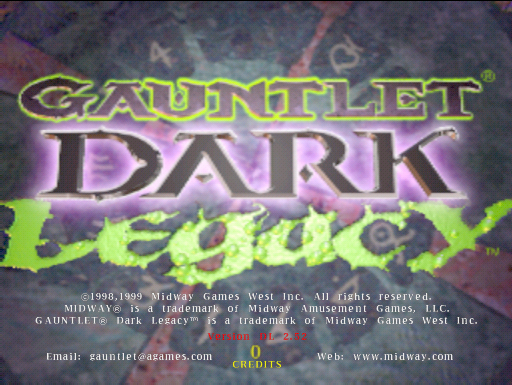 GAUNTLET®
DARK
Legacy™
©1998,1999 Midway Games West Inc. All rights reserved.
MIDWAY® is a trademark of Midway Amusement Games, LLC.
GAUNTLET® Dark Legacy™ is a trademark of Midway Games West Inc.
Version
Email: gauntlet@agames.com
0
CREDITS
Web: www.midway.com